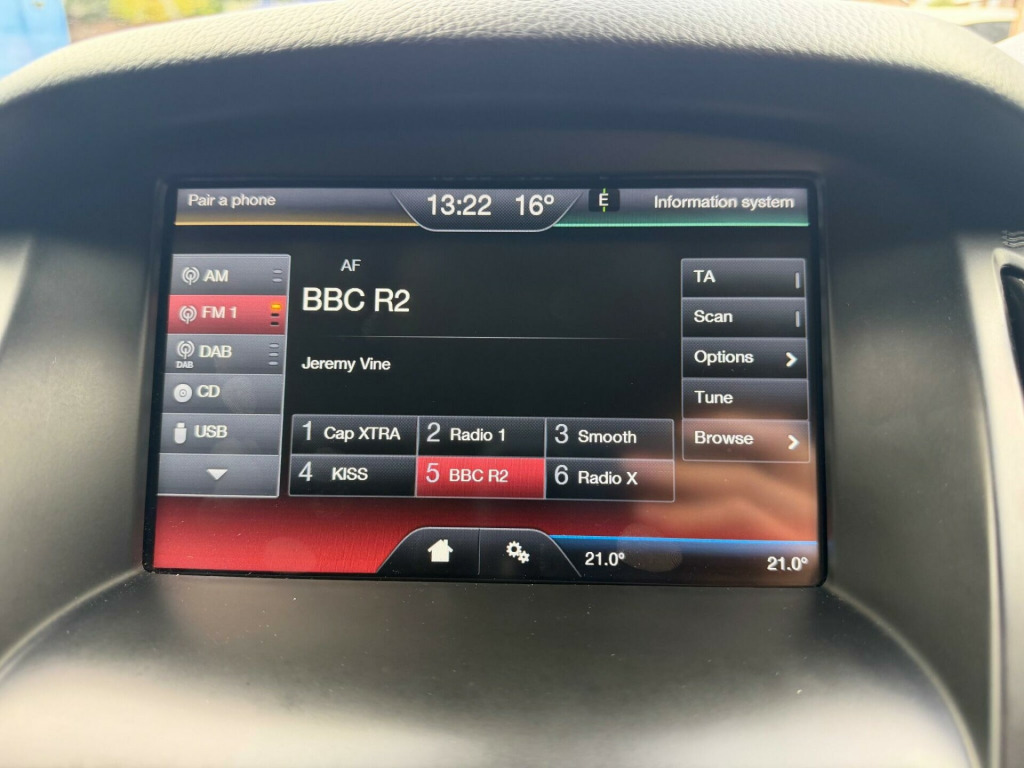 Pair a phone
13:22 16°
E
Information system
AM
FM 1
DAB
DAB
CD
USB
AF
BBC R2
Jeremy Vine
1 Cap XTRA
2 Radio 1
3 Smooth
4 KISS
5 BBC R2
6 Radio X
TA
Scan
Options
Tune
Browse
21.0°
21.0°